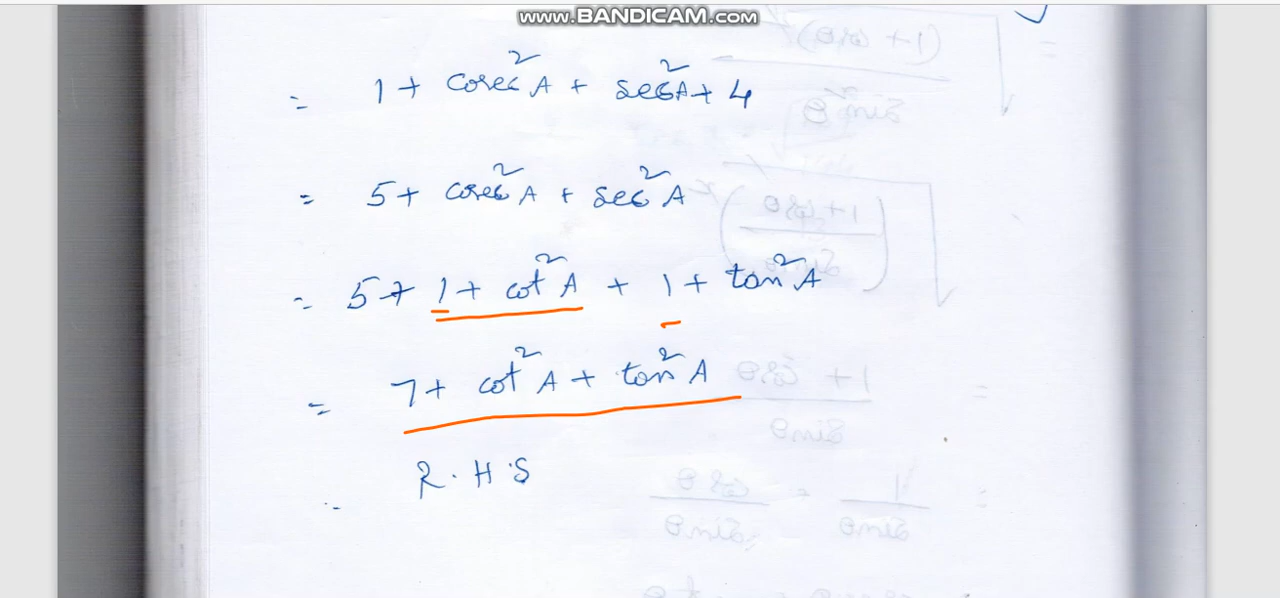 www.BANDICAM.com
= 1 + cosec²A + sec²A + 4
= 5 + cosec²A + sec²A
= 5 + 1 + cot²A + 1 + tan²A
= 7 + cot²A + tan²A
R.H.S